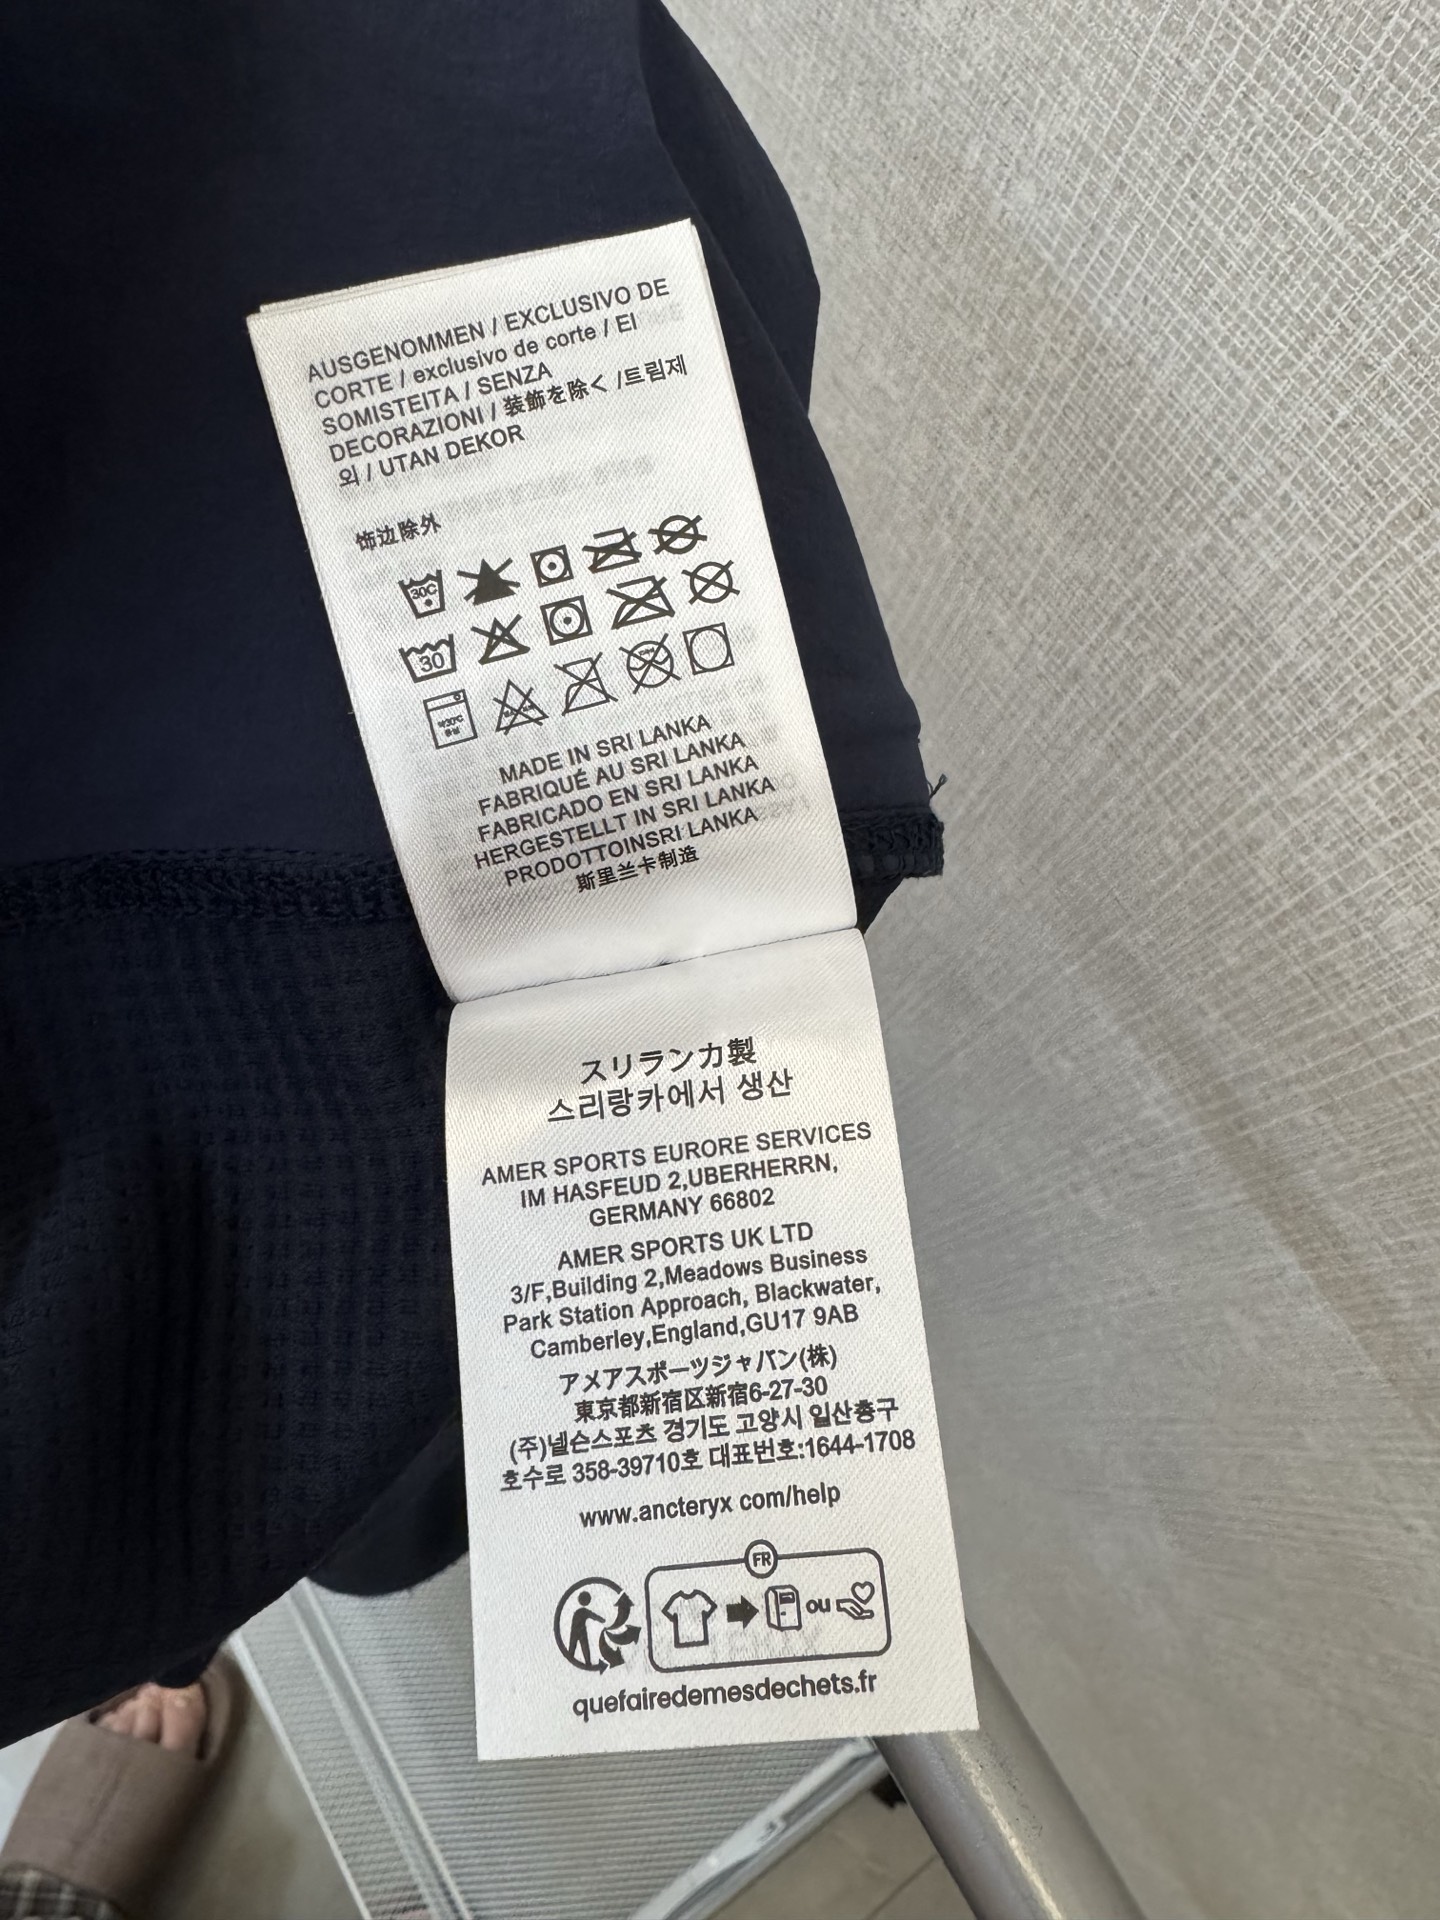 AUSGENOMMEN / EXCLUSIVO DE
CORTE / exclusivo de corte / EI
SOMISTEITA / SENZA
DECORAZIONI / 装飾を除く /트림제
외 / UTAN DEKOR
饰边除外
30C
30
MADE IN SRI LANKA
FABRIQUÉ AU SRI LANKA
FABRICADO EN SRI LANKA
HERGESTELLT IN SRI LANKA
PRODOTTOINSRI LANKA
斯里兰卡制造
スリランカ製
스리랑카에서 생산
AMER SPORTS EURORE SERVICES
IM HASFEUD 2,UBERHERRN,
GERMANY 66802
AMER SPORTS UK LTD
3/F,Building 2,Meadows Business
Park Station Approach, Blackwater,
Camberley,England,GU17 9AB
アメアスポーツジャパン(株)
東京都新宿区新宿6-27-30
(주)넬슨스포츠 경기도 고양시 일산충구
호수로 358-39710호 대표번호:1644-1708
www.ancteryx com/help
FR
ou
quefairedemesdechets.fr